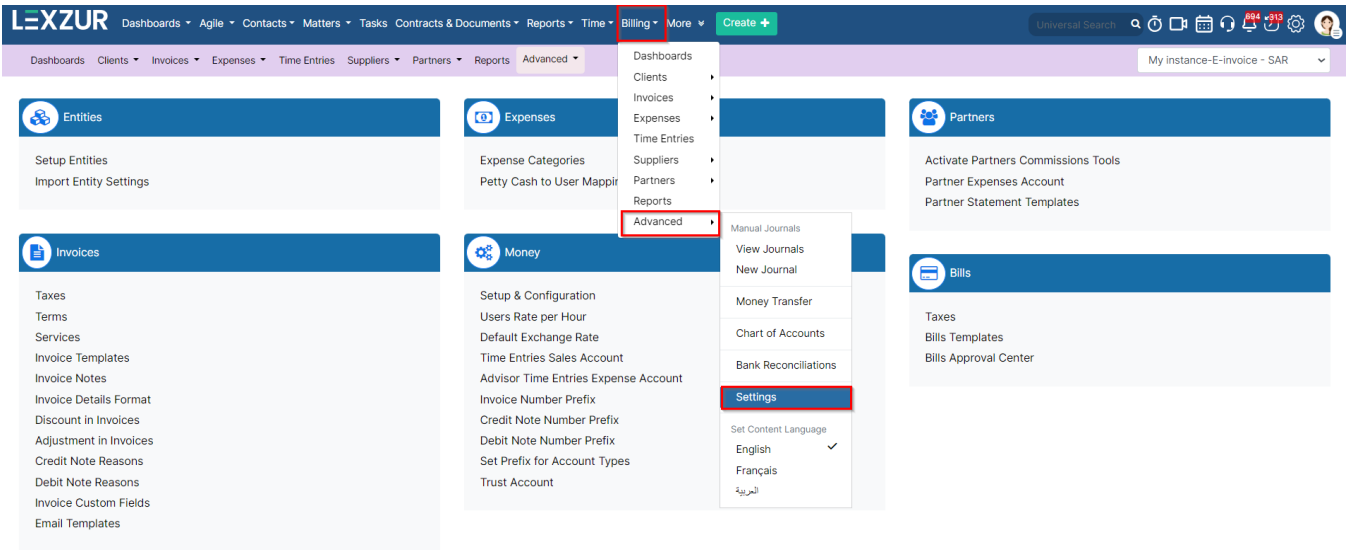 LEXZUR Dashboards Agile Contacts Matters Tasks Contracts & Documents Reports Time Billing More Create + Universal Search 694 313
Dashboards Clients Invoices Expenses Time Entries Suppliers Partners Reports Advanced My instance-E-invoice - SAR
Dashboards
Clients
Invoices
Expenses
Time Entries
Suppliers
Partners
Reports
Advanced
Manual Journals
View Journals
New Journal
Money Transfer
Chart of Accounts
Bank Reconciliations
Settings
Set Content Language
English
Français
العربية
Entities
Setup Entities
Import Entity Settings
Expenses
Expense Categories
Petty Cash to User Mappin
Partners
Activate Partners Commissions Tools
Partner Expenses Account
Partner Statement Templates
Invoices
Taxes
Terms
Services
Invoice Templates
Invoice Notes
Invoice Details Format
Discount in Invoices
Adjustment in Invoices
Credit Note Reasons
Debit Note Reasons
Invoice Custom Fields
Email Templates
Money
Setup & Configuration
Users Rate per Hour
Default Exchange Rate
Time Entries Sales Account
Advisor Time Entries Expense Account
Invoice Number Prefix
Credit Note Number Prefix
Debit Note Number Prefix
Set Prefix for Account Types
Trust Account
Bills
Taxes
Bills Templates
Bills Approval Center